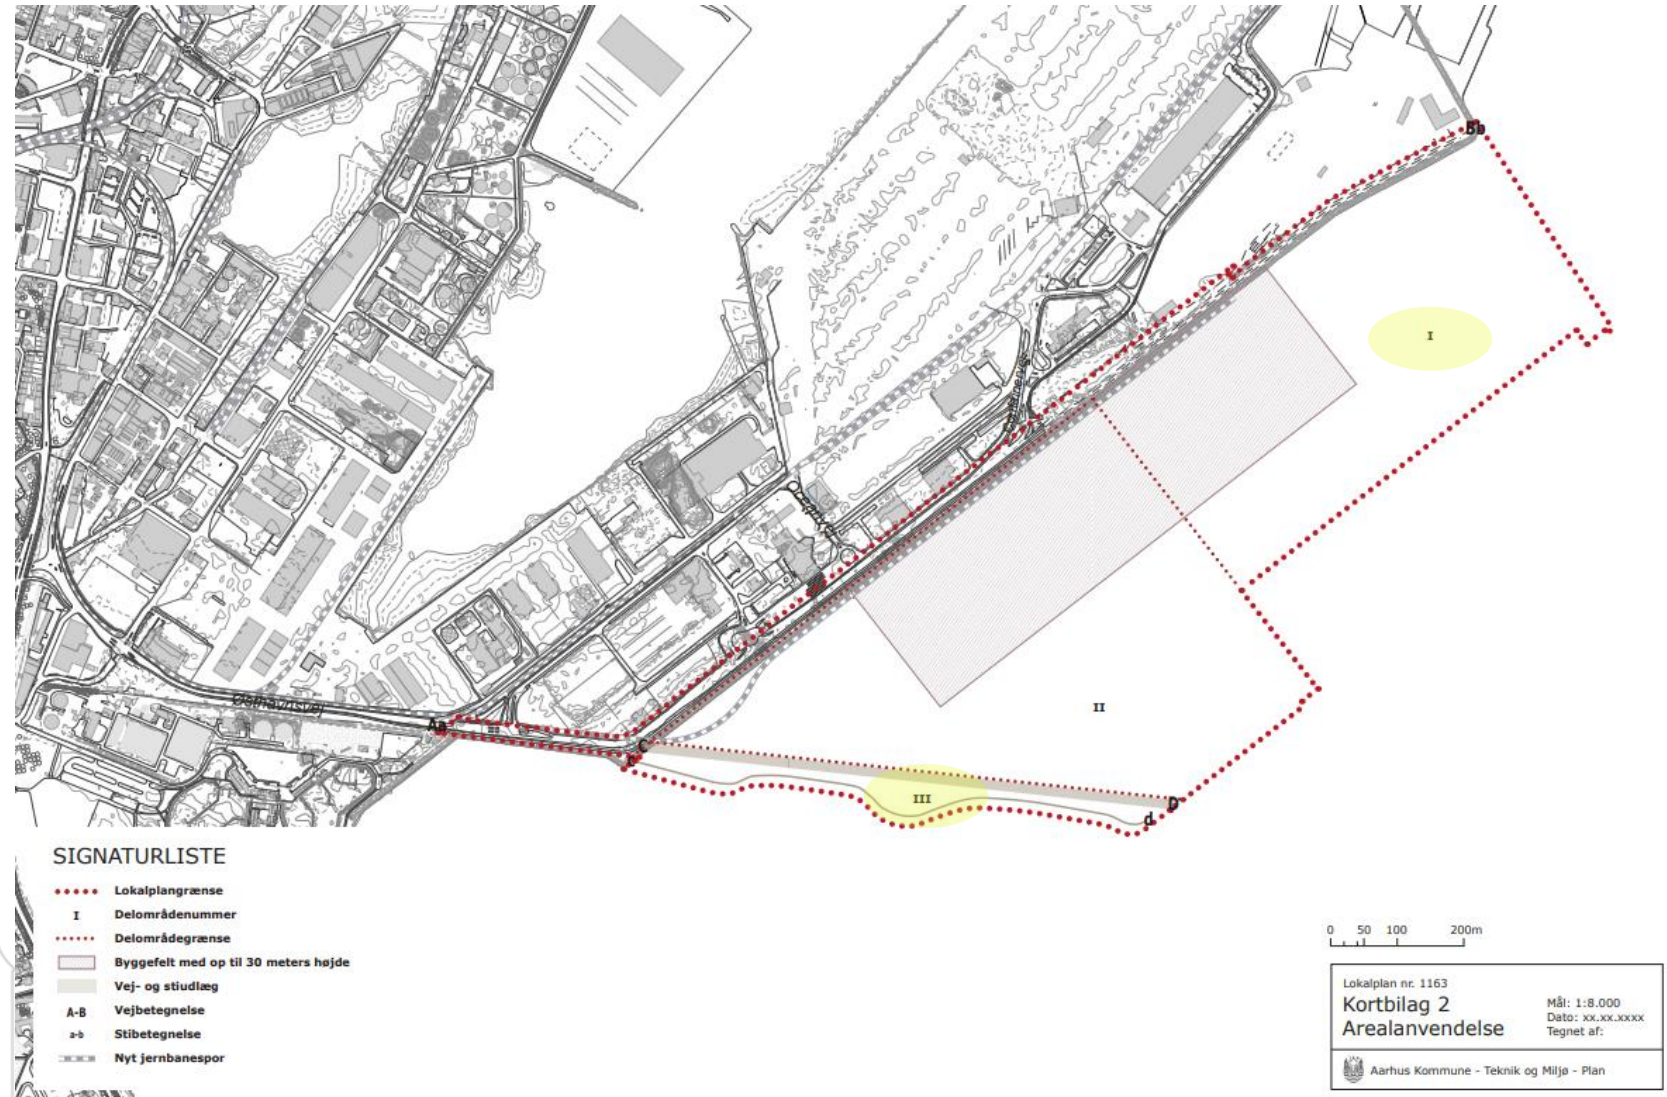 Bb
I
Oceanvej
Østhavnsvej
Aa
C
c
II
III
D
d
SIGNATURLISTE
Lokalplangrænse
I Delområdenummer
Delområdegrænse
Byggefelt med op til 30 meters højde
Vej- og stiudlæg
A-B Vejbetegnelse
a-b Stibetegnelse
Nyt jernbanespor
0 50 100 200m
Lokalplan nr. 1163
Kortbilag 2
Arealanvendelse
Mål: 1:8.000
Dato: xx.xx.xxxx
Tegnet af:
Aarhus Kommune - Teknik og Miljø - Plan